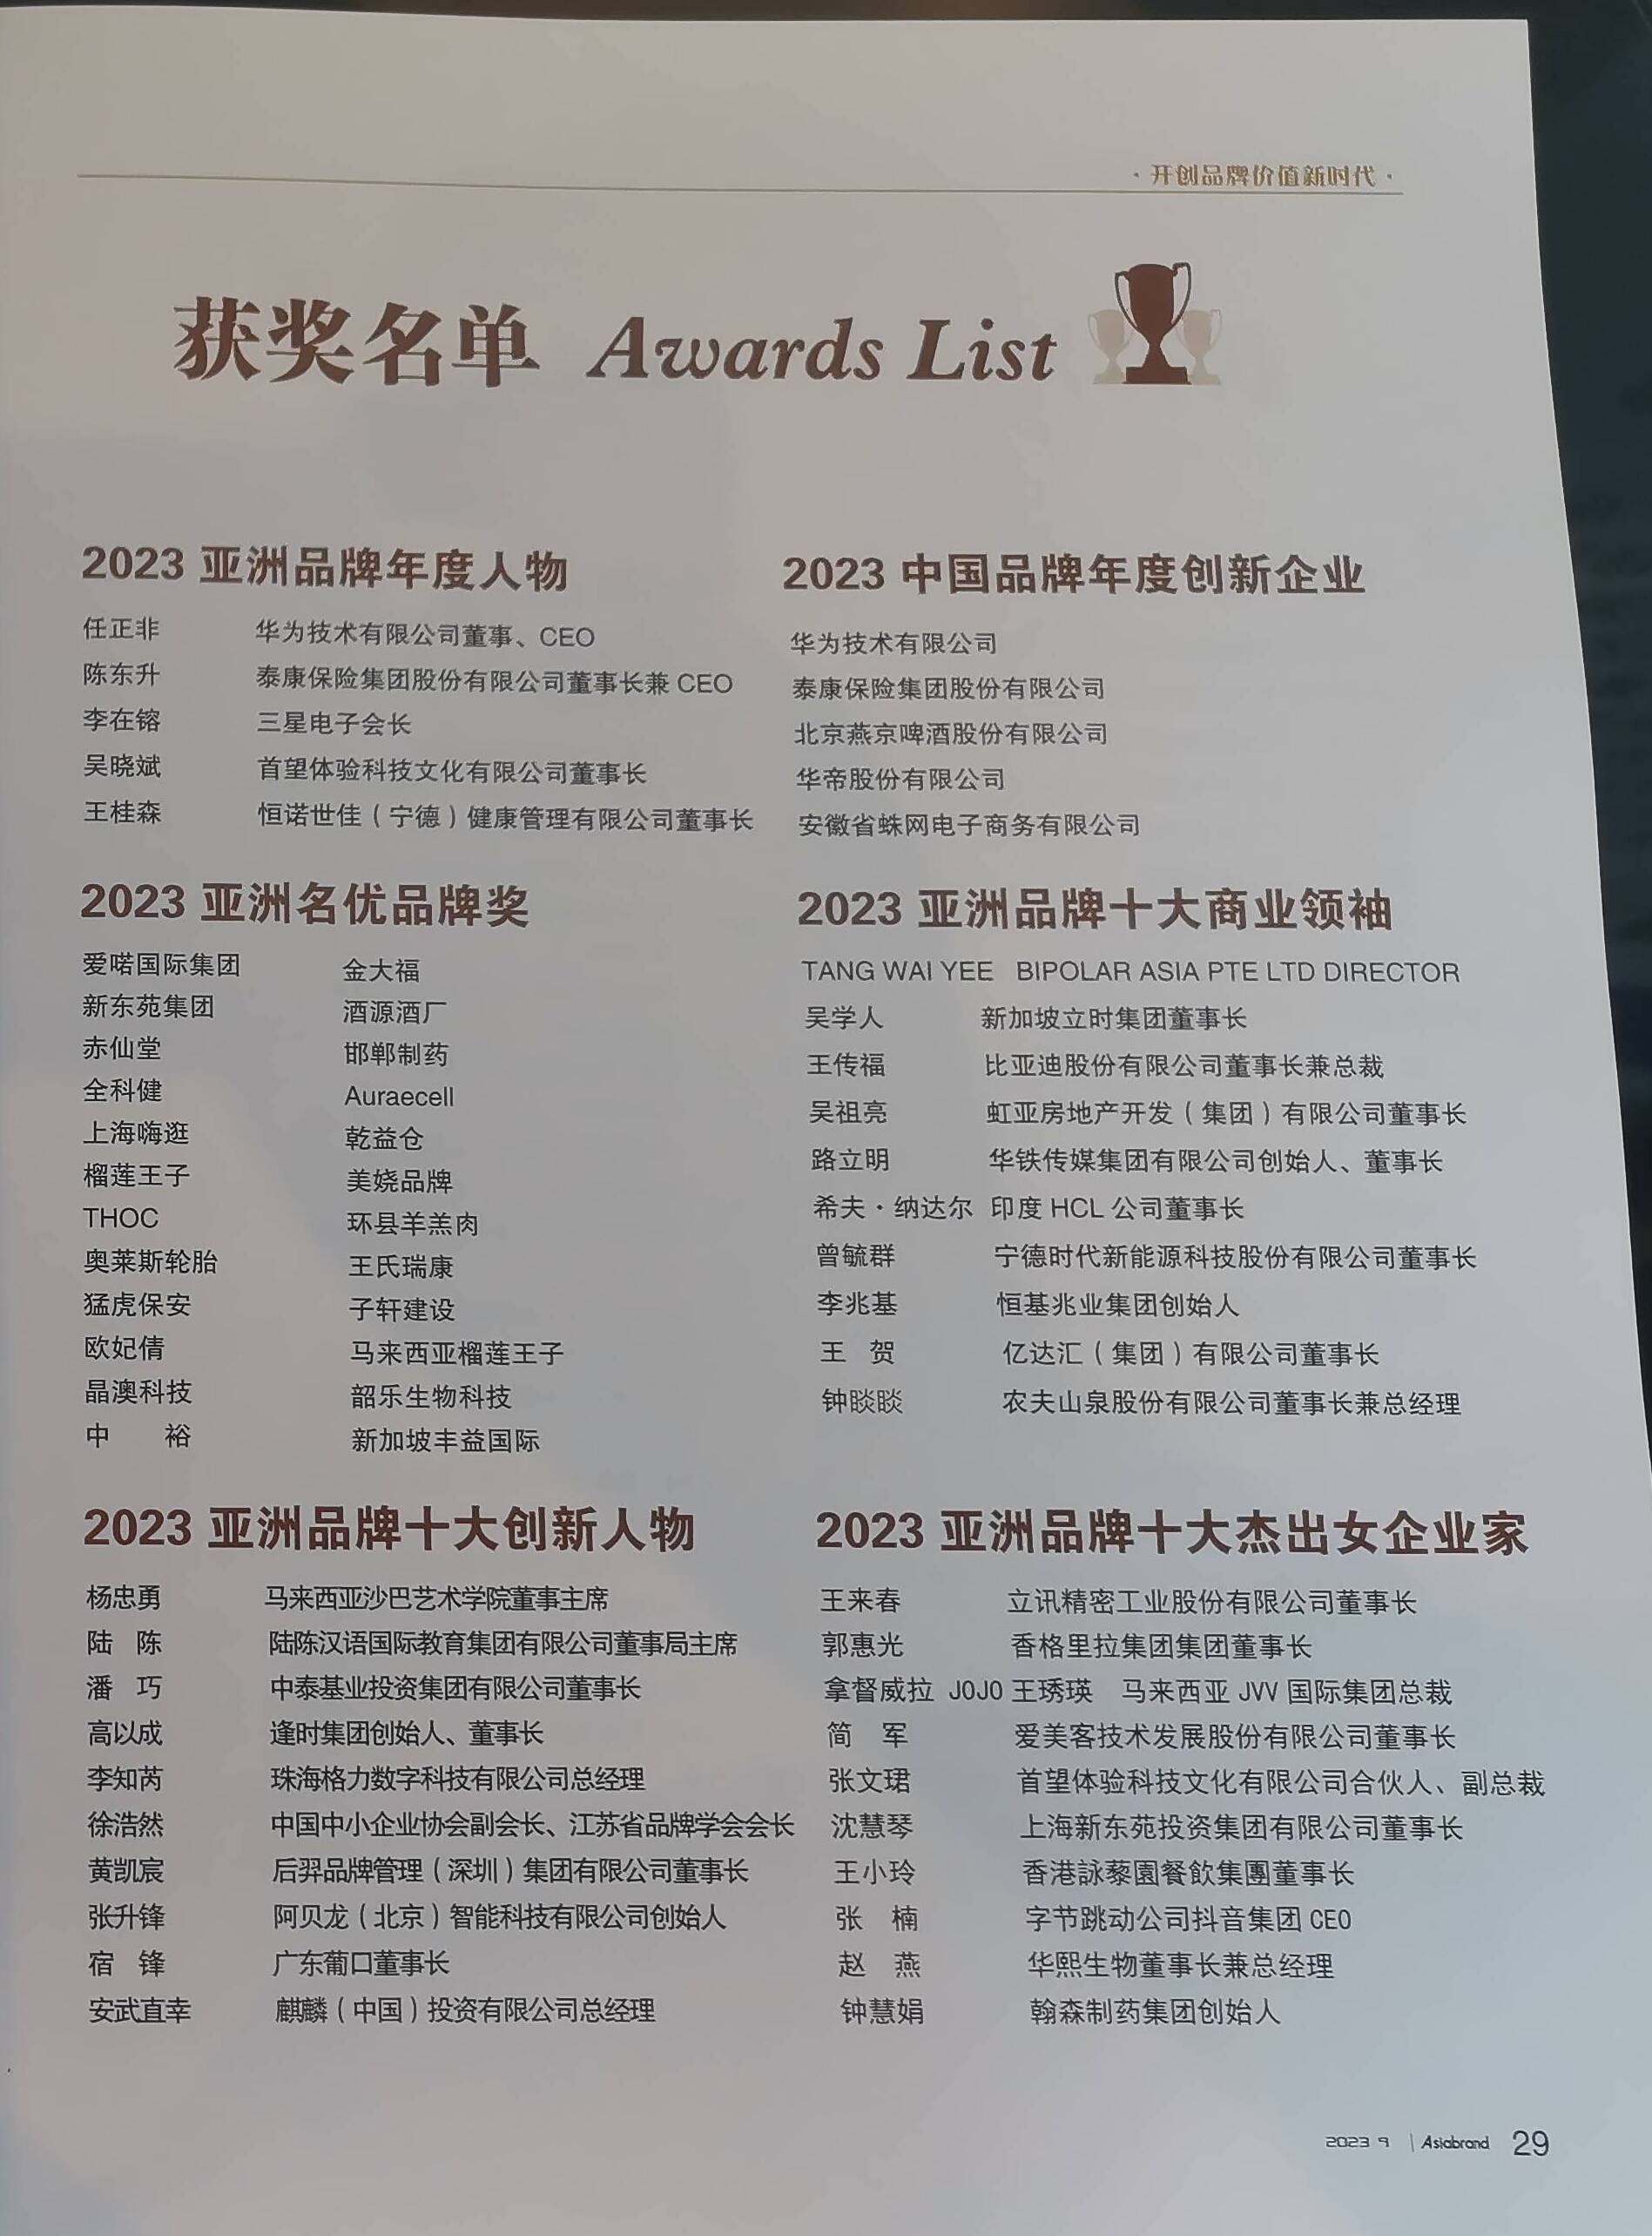 ·开创品牌价值新时代·
获奖名单 Awards List
2023 亚洲品牌年度人物
任正非 华为技术有限公司董事、CEO
陈东升 泰康保险集团股份有限公司董事长兼 CEO
李在镕 三星电子会长
吴晓斌 首望体验科技文化有限公司董事长
王桂森 恒诺世佳（宁德）健康管理有限公司董事长
2023 中国品牌年度创新企业
华为技术有限公司
泰康保险集团股份有限公司
北京燕京啤酒股份有限公司
华帝股份有限公司
安徽省蛛网电子商务有限公司
2023 亚洲名优品牌奖
爱喏国际集团 金大福
新东苑集团 酒源酒厂
赤仙堂 邯郸制药
全科健 Auraecell
上海嗨逛 乾益仓
榴莲王子 美娆品牌
THOC 环县羊羔肉
奥莱斯轮胎 王氏瑞康
猛虎保安 子轩建设
欧妃倩 马来西亚榴莲王子
晶澳科技 韶乐生物科技
中 裕 新加坡丰益国际
2023 亚洲品牌十大商业领袖
TANG WAI YEE BIPOLAR ASIA PTE LTD DIRECTOR
吴学人 新加坡立时集团董事长
王传福 比亚迪股份有限公司董事长兼总裁
吴祖亮 虹亚房地产开发（集团）有限公司董事长
路立明 华铁传媒集团有限公司创始人、董事长
希夫·纳达尔 印度 HCL 公司董事长
曾毓群 宁德时代新能源科技股份有限公司董事长
李兆基 恒基兆业集团创始人
王 贺 亿达汇（集团）有限公司董事长
钟睒睒 农夫山泉股份有限公司董事长兼总经理
2023 亚洲品牌十大创新人物
杨忠勇 马来西亚沙巴艺术学院董事主席
陆 陈 陆陈汉语国际教育集团有限公司董事局主席
潘 巧 中泰基业投资集团有限公司董事长
高以成 逢时集团创始人、董事长
李知芮 珠海格力数字科技有限公司总经理
徐浩然 中国中小企业协会副会长、江苏省品牌学会会长
黄凯宸 后羿品牌管理（深圳）集团有限公司董事长
张升锋 阿贝龙（北京）智能科技有限公司创始人
宿 锋 广东葡口董事长
安武直幸 麒麟（中国）投资有限公司总经理
2023 亚洲品牌十大杰出女企业家
王来春 立讯精密工业股份有限公司董事长
郭惠光 香格里拉集团集团董事长
拿督威拉 JOJO 王琇瑛 马来西亚 JVV 国际集团总裁
简 军 爱美客技术发展股份有限公司董事长
张文珺 首望体验科技文化有限公司合伙人、副总裁
沈慧琴 上海新东苑投资集团有限公司董事长
王小玲 香港詠藜園餐飲集團董事长
张 楠 字节跳动公司抖音集团 CEO
赵 燕 华熙生物董事长兼总经理
钟慧娟 翰森制药集团创始人
2023 9 | Asiabrand 29